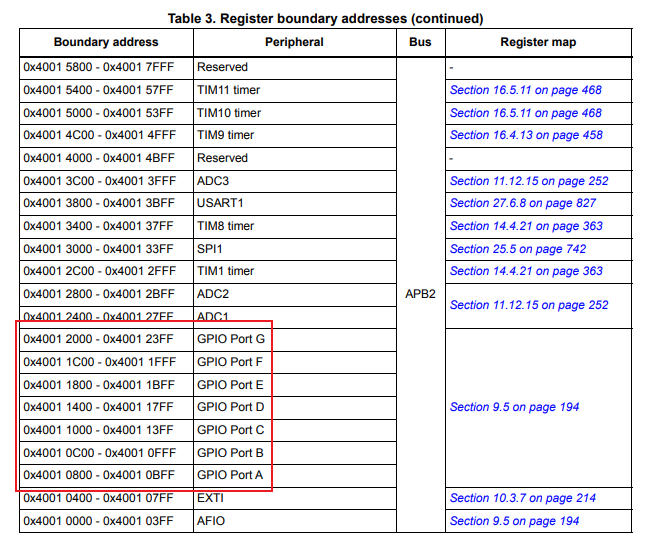 Table 3. Register boundary addresses (continued)
Boundary address Peripheral Bus Register map
0x4001 5800 - 0x4001 7FFF Reserved -
0x4001 5400 - 0x4001 57FF TIM11 timer Section 16.5.11 on page 468
0x4001 5000 - 0x4001 53FF TIM10 timer Section 16.5.11 on page 468
0x4001 4C00 - 0x4001 4FFF TIM9 timer Section 16.4.13 on page 458
0x4001 4000 - 0x4001 4BFF Reserved -
0x4001 3C00 - 0x4001 3FFF ADC3 Section 11.12.15 on page 252
0x4001 3800 - 0x4001 3BFF USART1 Section 27.6.8 on page 827
0x4001 3400 - 0x4001 37FF TIM8 timer Section 14.4.21 on page 363
0x4001 3000 - 0x4001 33FF SPI1 Section 25.5 on page 742
0x4001 2C00 - 0x4001 2FFF TIM1 timer Section 14.4.21 on page 363
0x4001 2800 - 0x4001 2BFF ADC2 APB2 Section 11.12.15 on page 252
0x4001 2400 - 0x4001 27FF ADC1
0x4001 2000 - 0x4001 23FF GPIO Port G
0x4001 1C00 - 0x4001 1FFF GPIO Port F
0x4001 1800 - 0x4001 1BFF GPIO Port E
0x4001 1400 - 0x4001 17FF GPIO Port D Section 9.5 on page 194
0x4001 1000 - 0x4001 13FF GPIO Port C
0x4001 0C00 - 0x4001 0FFF GPIO Port B
0x4001 0800 - 0x4001 0BFF GPIO Port A
0x4001 0400 - 0x4001 07FF EXTI Section 10.3.7 on page 214
0x4001 0000 - 0x4001 03FF AFIO Section 9.5 on page 194